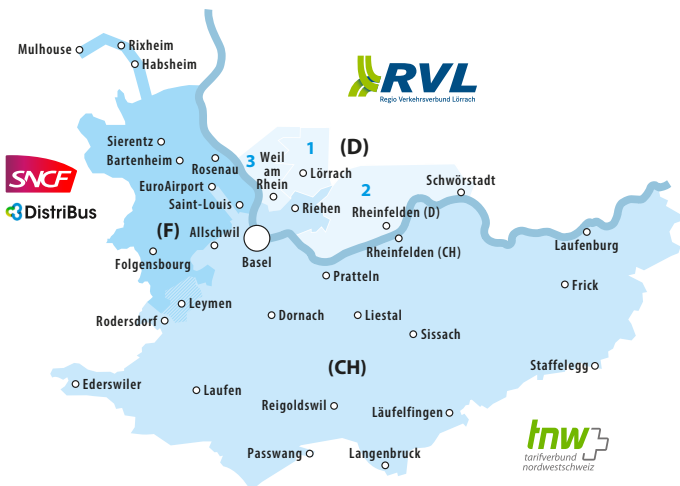 Rixheim
Mulhouse
Habsheim
RVL
Regio Verkehrsverbund Lörrach
Sierentz
1
(D)
Bartenheim
3
Weil
am
Rhein
SNCF
Rosenau
Lörrach
EuroAirport
2
Schwörstadt
DistriBus
Saint-Louis
Riehen
Rheinfelden (D)
(F)
Allschwil
Laufenburg
Folgensbourg
Basel
Rheinfelden (CH)
Pratteln
Frick
Leymen
Rodersdorf
Dornach
Liestal
Sissach
(CH)
Staffelegg
Ederswiler
Laufen
Reigoldswil
Läufelfingen
tnw
tarifverbund
nordwestschweiz
Passwang
Langenbruck